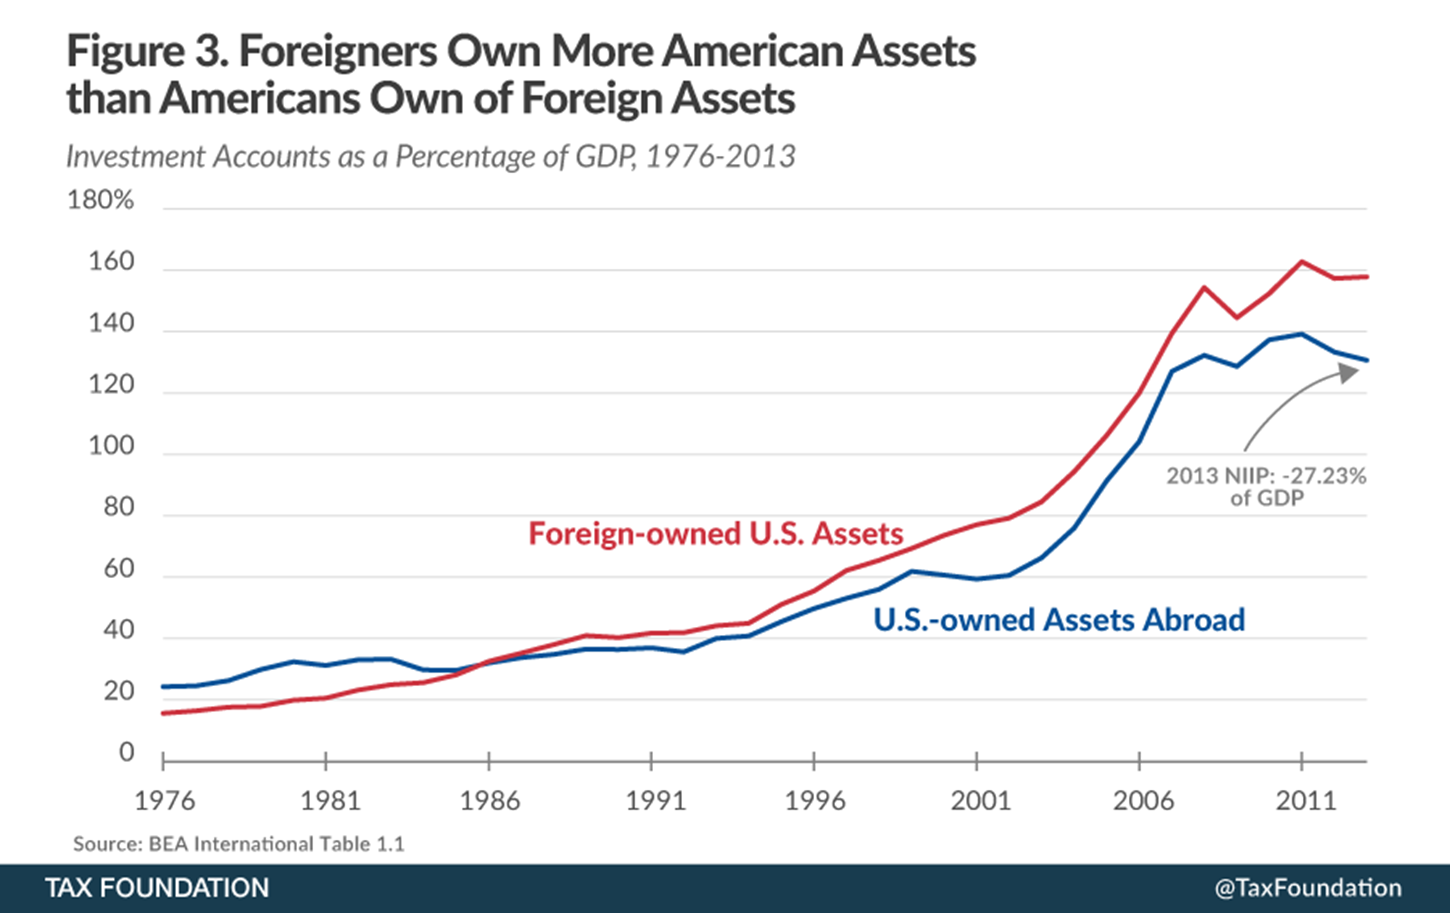 Figure 3. Foreigners Own More American Assets
than Americans Own of Foreign Assets
Investment Accounts as a Percentage of GDP, 1976-2013
180%
160
140
120
100
80
60
40
20
0
Foreign-owned U.S. Assets
U.S.-owned Assets Abroad
2013 NIIP: -27.23%
of GDP
1976 1981 1986 1991 1996 2001 2006 2011
Source: BEA International Table 1.1
TAX FOUNDATION
@TaxFoundation